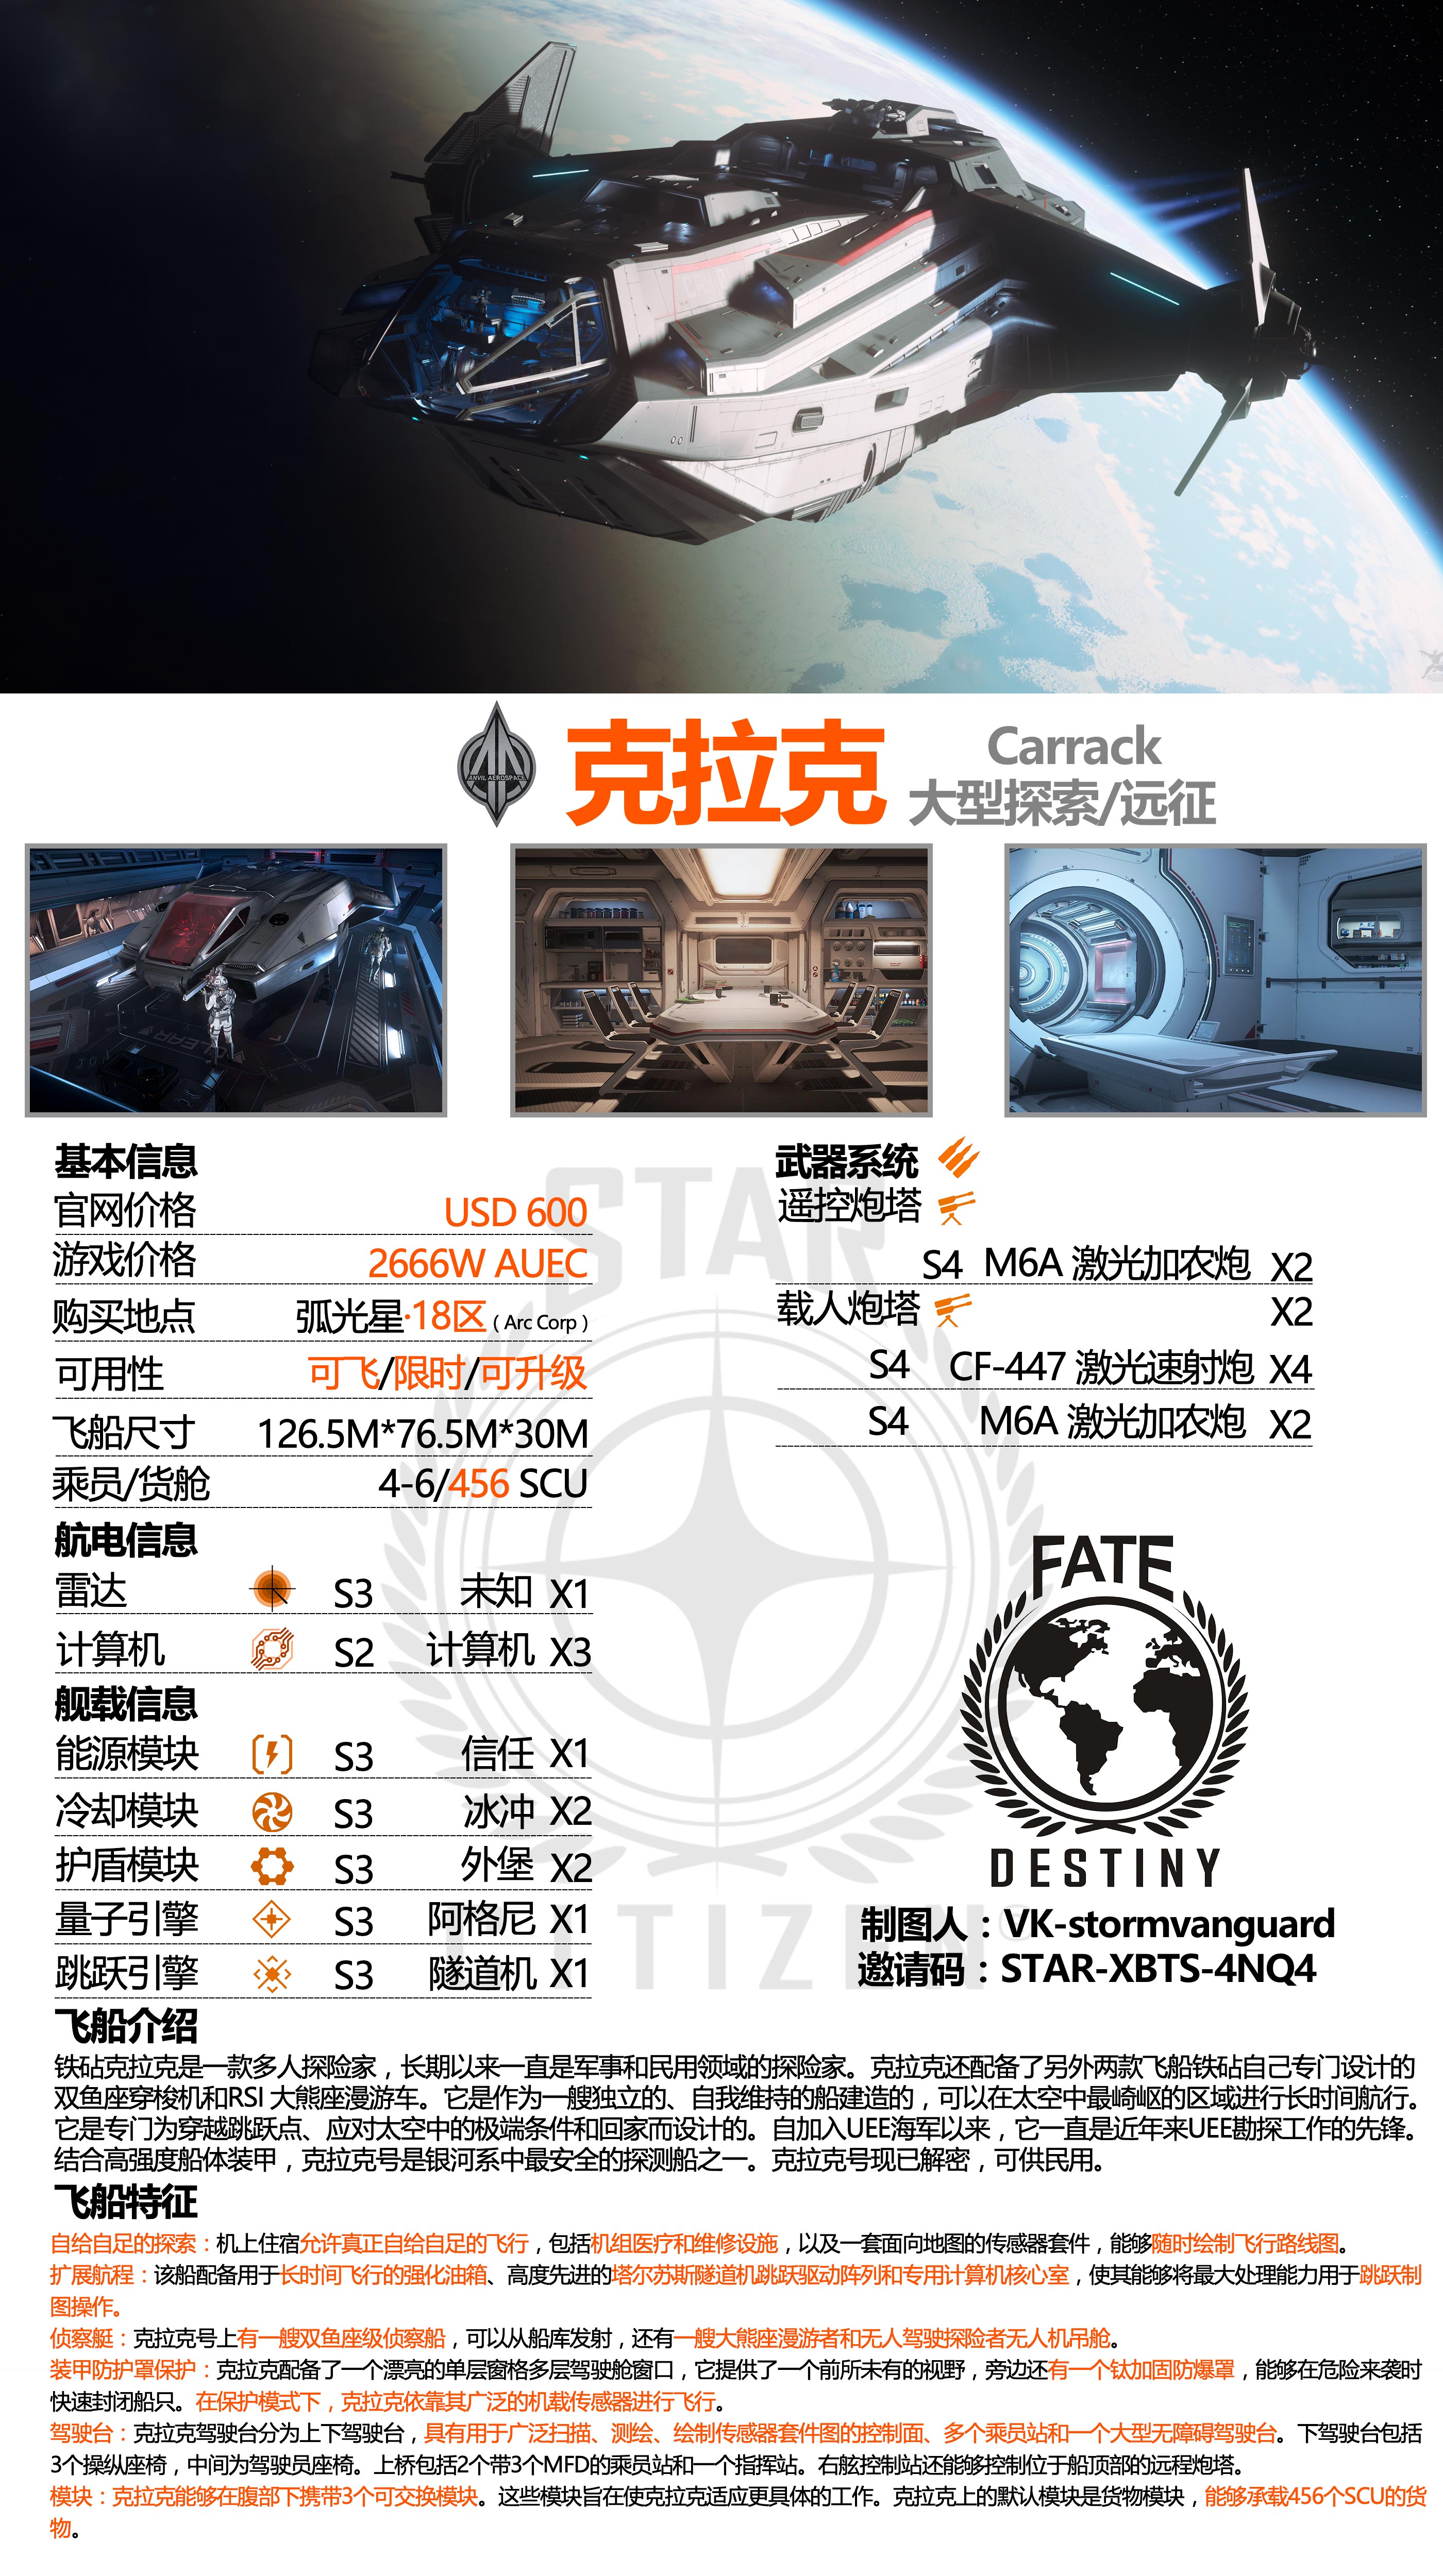 ANVIL AEROSPACE
克拉克
Carrack
大型探索/远征
基本信息
官网价格 USD 600
游戏价格 2666W AUEC
购买地点 弧光星·18区（Arc Corp）
可用性 可飞/限时/可升级
飞船尺寸 126.5M*76.5M*30M
乘员/货舱 4-6/456 SCU
航电信息
雷达 S3 未知 X1
计算机 S2 计算机 X3
舰载信息
能源模块 S3 信任 X1
冷却模块 S3 冰冲 X2
护盾模块 S3 外堡 X2
量子引擎 S3 阿格尼 X1
跳跃引擎 S3 隧道机 X1
武器系统
遥控炮塔
S4 M6A 激光加农炮 X2
载人炮塔 X2
S4 CF-447 激光速射炮 X4
S4 M6A 激光加农炮 X2
STAR
TIZEN
FATE
DESTINY
制图人：VK-stormvanguard
邀请码：STAR-XBTS-4NQ4
飞船介绍
铁砧克拉克是一款多人探险家，长期以来一直是军事和民用领域的探险家。克拉克还配备了另外两款飞船铁砧自己专门设计的
双鱼座穿梭机和RSI 大熊座漫游车。它是作为一艘独立的、自我维持的船建造的，可以在太空中最崎岖的区域进行长时间航行。
它是专门为穿越跳跃点、应对太空中的极端条件和回家而设计的。自加入UEE海军以来，它一直是近年来UEE勘探工作的先锋。
结合高强度船体装甲，克拉克号是银河系中最安全的探测船之一。克拉克号现已解密，可供民用。
飞船特征
自给自足的探索：机上住宿允许真正自给自足的飞行，包括机组医疗和维修设施，以及一套面向地图的传感器套件，能够随时绘制飞行路线图。
扩展航程：该船配备用于长时间飞行的强化油箱、高度先进的塔尔苏斯隧道机跳跃驱动阵列和专用计算机核心室，使其能够将最大处理能力用于跳跃制
图操作。
侦察艇：克拉克号上有一艘双鱼座级侦察船，可以从船库发射，还有一艘大熊座漫游者和无人驾驶探险者无人机吊舱。
装甲防护罩保护：克拉克配备了一个漂亮的单层窗格多层驾驶舱窗口，它提供了一个前所未有的视野，旁边还有一个钛加固防爆罩，能够在危险来袭时
快速封闭船只。在保护模式下，克拉克依靠其广泛的机载传感器进行飞行。
驾驶台：克拉克驾驶台分为上下驾驶台，具有用于广泛扫描、测绘、绘制传感器套件图的控制面、多个乘员站和一个大型无障碍驾驶台。下驾驶台包括
3个操纵座椅，中间为驾驶员座椅。上桥包括2个带3个MFD的乘员站和一个指挥站。右舷控制站还能够控制位于船顶部的远程炮塔。
模块：克拉克能够在腹部下携带3个可交换模块。这些模块旨在使克拉克适应更具体的工作。克拉克上的默认模块是货物模块，能够承载456个SCU的货
物。